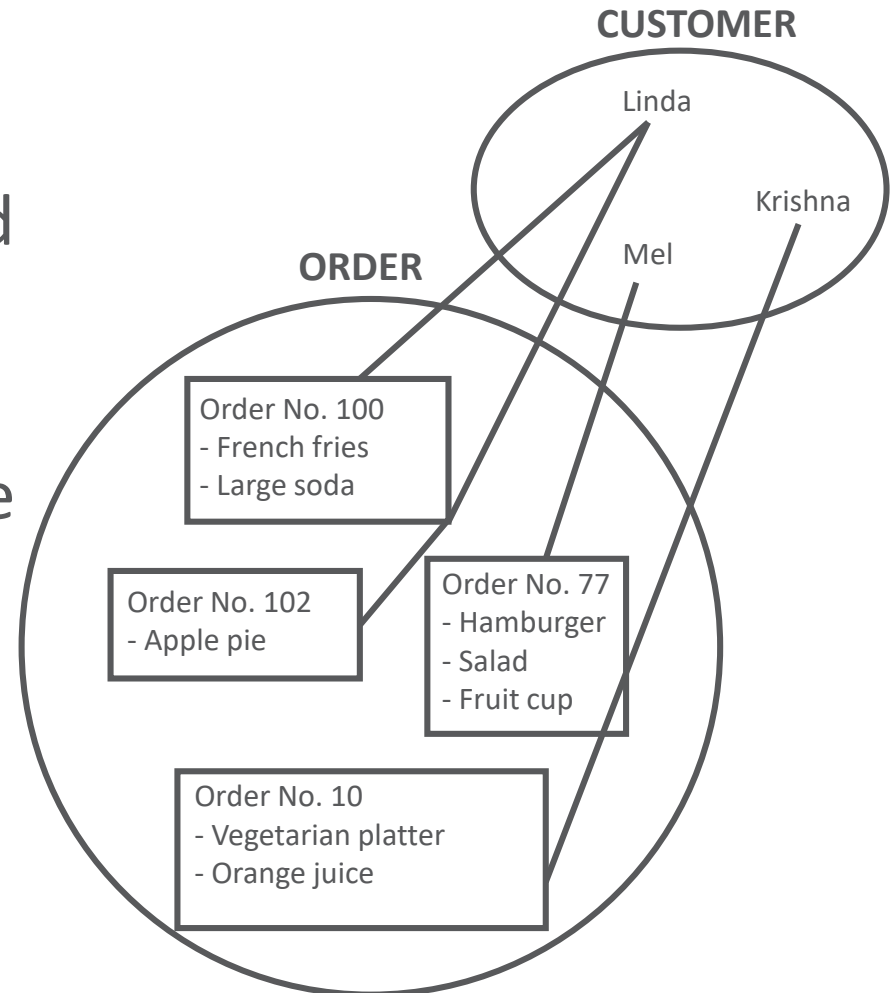 CUSTOMER
Linda
Krishna
Mel
ORDER
Order No. 100
- French fries
- Large soda
Order No. 102
- Apple pie
Order No. 77
- Hamburger
- Salad
- Fruit cup
Order No. 10
- Vegetarian platter
- Orange juice
d
e